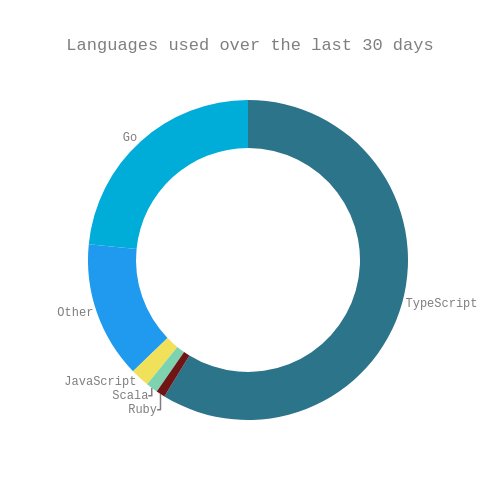 Languages used over the last 30 days
Go
TypeScript
Other
JavaScript
Scala
Ruby